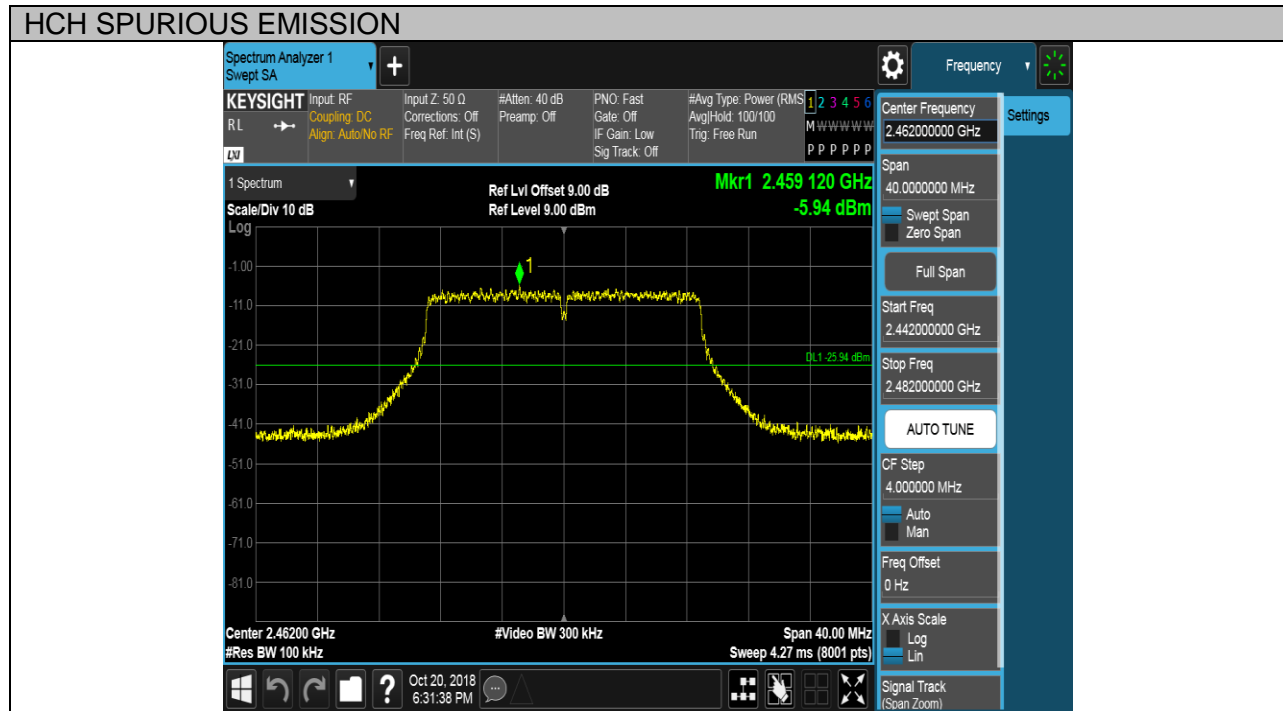 HCH SPURIOUS EMISSION
Spectrum Analyzer 1
Swept SA
+
Frequency
KEYSIGHT
RL
LXI
Input: RF
Coupling: DC
Align: Auto/No RF
Input Z: 50 Ω
Corrections: Off
Freq Ref: Int (S)
#Atten: 40 dB
Preamp: Off
PNO: Fast
Gate: Off
IF Gain: Low
Sig Track: Off
#Avg Type: Power (RMS
Avg|Hold: 100/100
Trig: Free Run
1 2 3 4 5 6
M W W W W W
P P P P P P
1 Spectrum
Scale/Div 10 dB
Ref Lvl Offset 9.00 dB
Ref Level 9.00 dBm
Mkr1 2.459 120 GHz
-5.94 dBm
Log
1
-1.00
-11.0
-21.0
DL1 -25.94 dBm
-31.0
-41.0
-51.0
-61.0
-71.0
-81.0
Center 2.46200 GHz
#Res BW 100 kHz
#Video BW 300 kHz
Span 40.00 MHz
Sweep 4.27 ms (8001 pts)
?
Oct 20, 2018
6:31:38 PM
Center Frequency
2.462000000 GHz
Settings
Span
40.0000000 MHz
Swept Span
Zero Span
Full Span
Start Freq
2.442000000 GHz
Stop Freq
2.482000000 GHz
AUTO TUNE
CF Step
4.000000 MHz
Auto
Man
Freq Offset
0 Hz
X Axis Scale
Log
Lin
Signal Track
(Span Zoom)